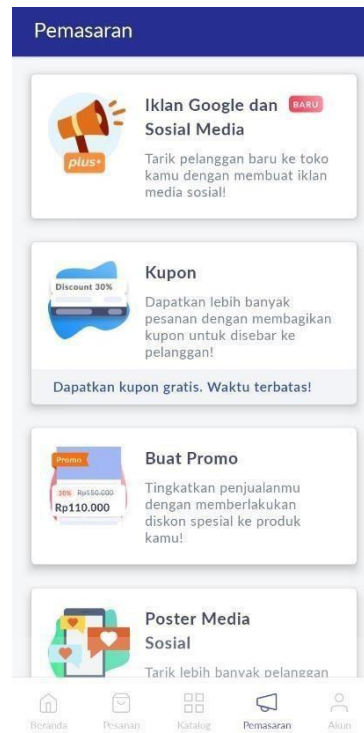 Pemasaran
Iklan Google dan BARU
Sosial Media
Tarik pelanggan baru ke toko
kamu dengan membuat iklan
media sosial!
plus+
Kupon
Discount 30%
Dapatkan lebih banyak
pesanan dengan membagikan
kupon untuk disebar ke
pelanggan!
Dapatkan kupon gratis. Waktu terbatas!
Buat Promo
Promo
Tingkatkan penjualanmu
dengan memberlakukan
diskon spesial ke produk
kamu!
30% Rp150.000
Rp110.000
Poster Media
Sosial
Tarik lebih banyak pelanggan
Beranda Pesanan Katalog Pemasaran Akun